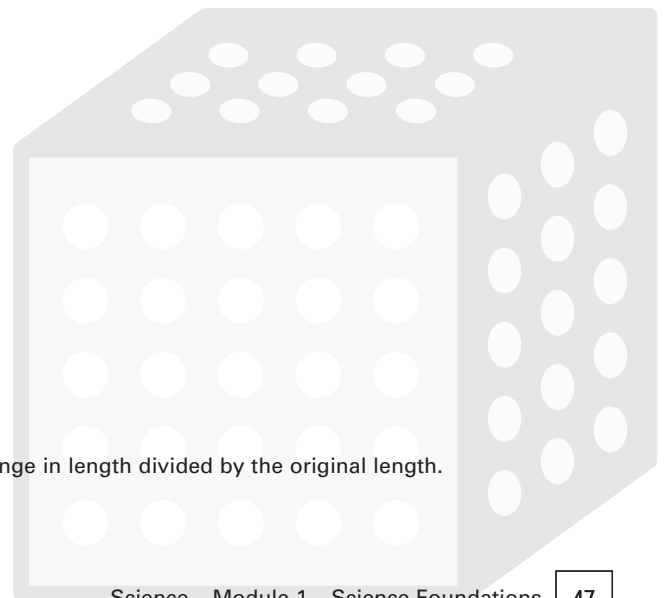 nge in length divided by the original length.
Science – Module 1 – Science Foundations 47